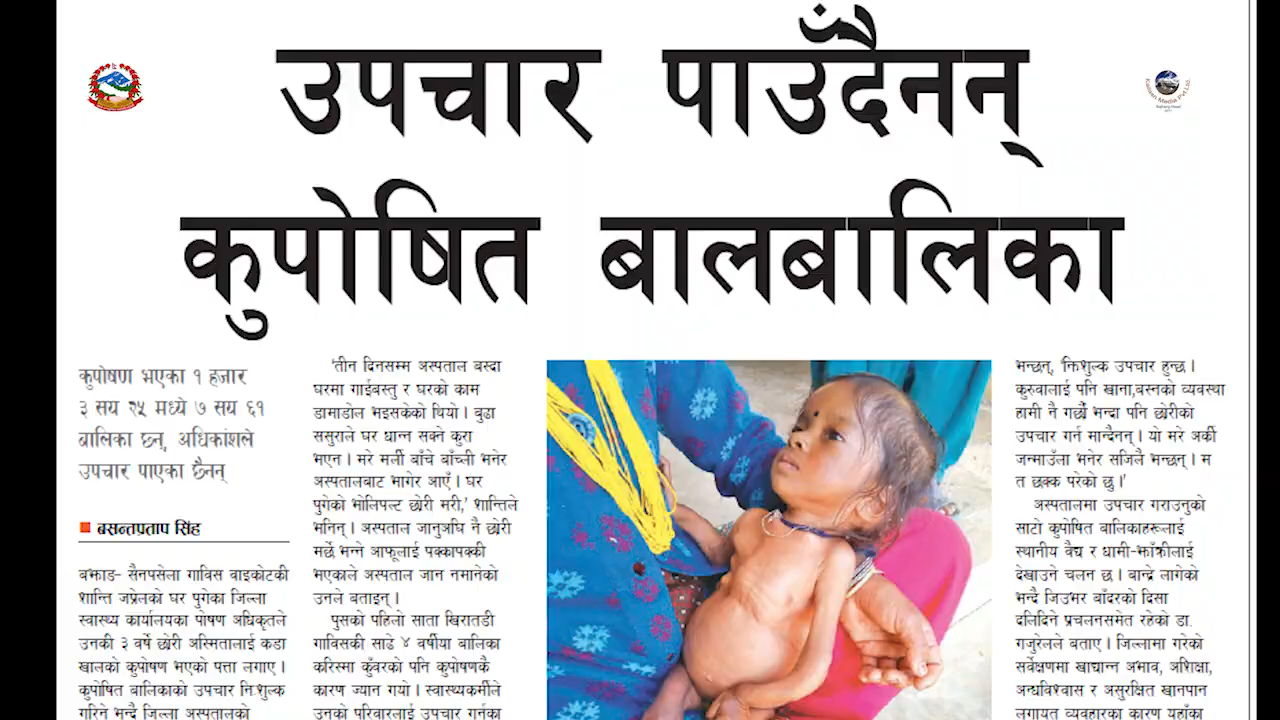 उपचार पाउँदैनन्
कुपोषित बालबालिका
कुपोषण भएका १ हजार
३ सय २५ मध्ये ७ सय ६१
बालिका छन्, अधिकांशले
उपचार पाएका छैनन्
बसन्तप्रताप सिंह
बझाङ– सैनपसेला गाविस वाइकोटकी
शान्ति जप्रेलको घर पुगेका जिल्ला
स्वास्थ्य कार्यालयका पोषण अधिकृतले
उनकी ३ वर्षे छोरी अस्मितालाई कडा
खालको कुपोषण भएको पत्ता लगाए ।
कुपोषित बालिकाको उपचार निःशुल्क
गरिने भन्दै जिल्ला अस्पतालको
'तीन दिनसम्म अस्पताल बस्दा
घरमा गाईबस्तु र घरको काम
डामाडोल भइसकेको थियो । बुढा
ससुराले घर धान्न सक्ने कुरा
भएन । मरे मर्ली बाँचे बाँच्ली भनेर
अस्पतालबाट भागेर आएँ । घर
पुगेको भोलिपल्ट छोरी मरी,' शान्तिले
भनिन् । अस्पताल जानुअघि नै छोरी
मर्छे भन्ने आफूलाई पक्कापक्की
भएकाले अस्पताल जान नमानेको
उनले बताइन् ।
पुसको पहिलो साता खिरातडी
गाविसकी साढे ४ वर्षीया बालिका
करिस्मा कुँवरको पनि कुपोषणकै
कारण ज्यान गयो । स्वास्थ्यकर्मीले
उनको परिवारलाई उपचार गर्नका
भन्छन्, 'निःशुल्क उपचार हुन्छ ।
कुरुवालाई पनि खाना,बस्नको व्यवस्था
हामी नै गर्छौं भन्दा पनि छोरीको
उपचार गर्न मान्दैनन् । यो मरे अर्की
जन्माउँला भनेर सजिलै भन्छन् । म
त छक्क परेको छु ।'
अस्पतालमा उपचार गराउनुको
साटो कुपोषित बालिकाहरूलाई
स्थानीय वैद्य र धामी-झाँक्रीलाई
देखाउने चलन छ । बान्द्रे लागेको
भन्दै जिउभर बाँदरको दिसा
दलिदिने प्रचलनसमेत रहेको डा.
गजुरेलले बताए । जिल्लामा गरेको
सर्वेक्षणमा खाद्यान्न अभाव, अशिक्षा,
अन्धविश्वास र असुरक्षित खानपान
लगायत व्यवहारका कारण यहाँका